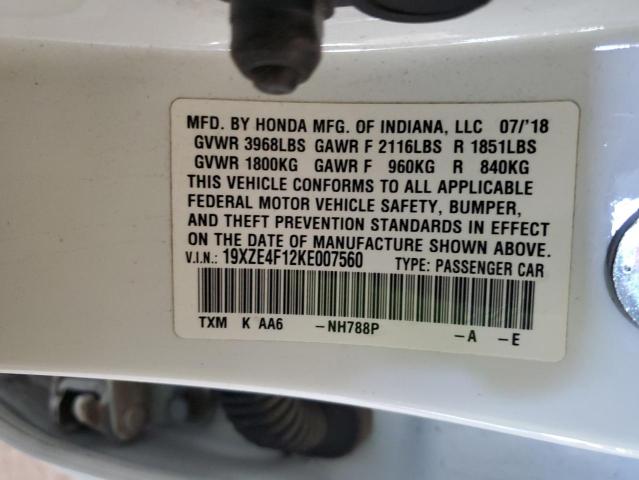 MFD. BY HONDA MFG. OF INDIANA, LLC 07/'18
GVWR 3968LBS GAWR F 2116LBS R 1851LBS
GVWR 1800KG GAWR F 960KG R 840KG
THIS VEHICLE CONFORMS TO ALL APPLICABLE
FEDERAL MOTOR VEHICLE SAFETY, BUMPER,
AND THEFT PREVENTION STANDARDS IN EFFECT
ON THE DATE OF MANUFACTURE SHOWN ABOVE.
V.I.N.: 19XZE4F12KE007560 TYPE: PASSENGER CAR
TXM K AA6 -NH788P -A -E